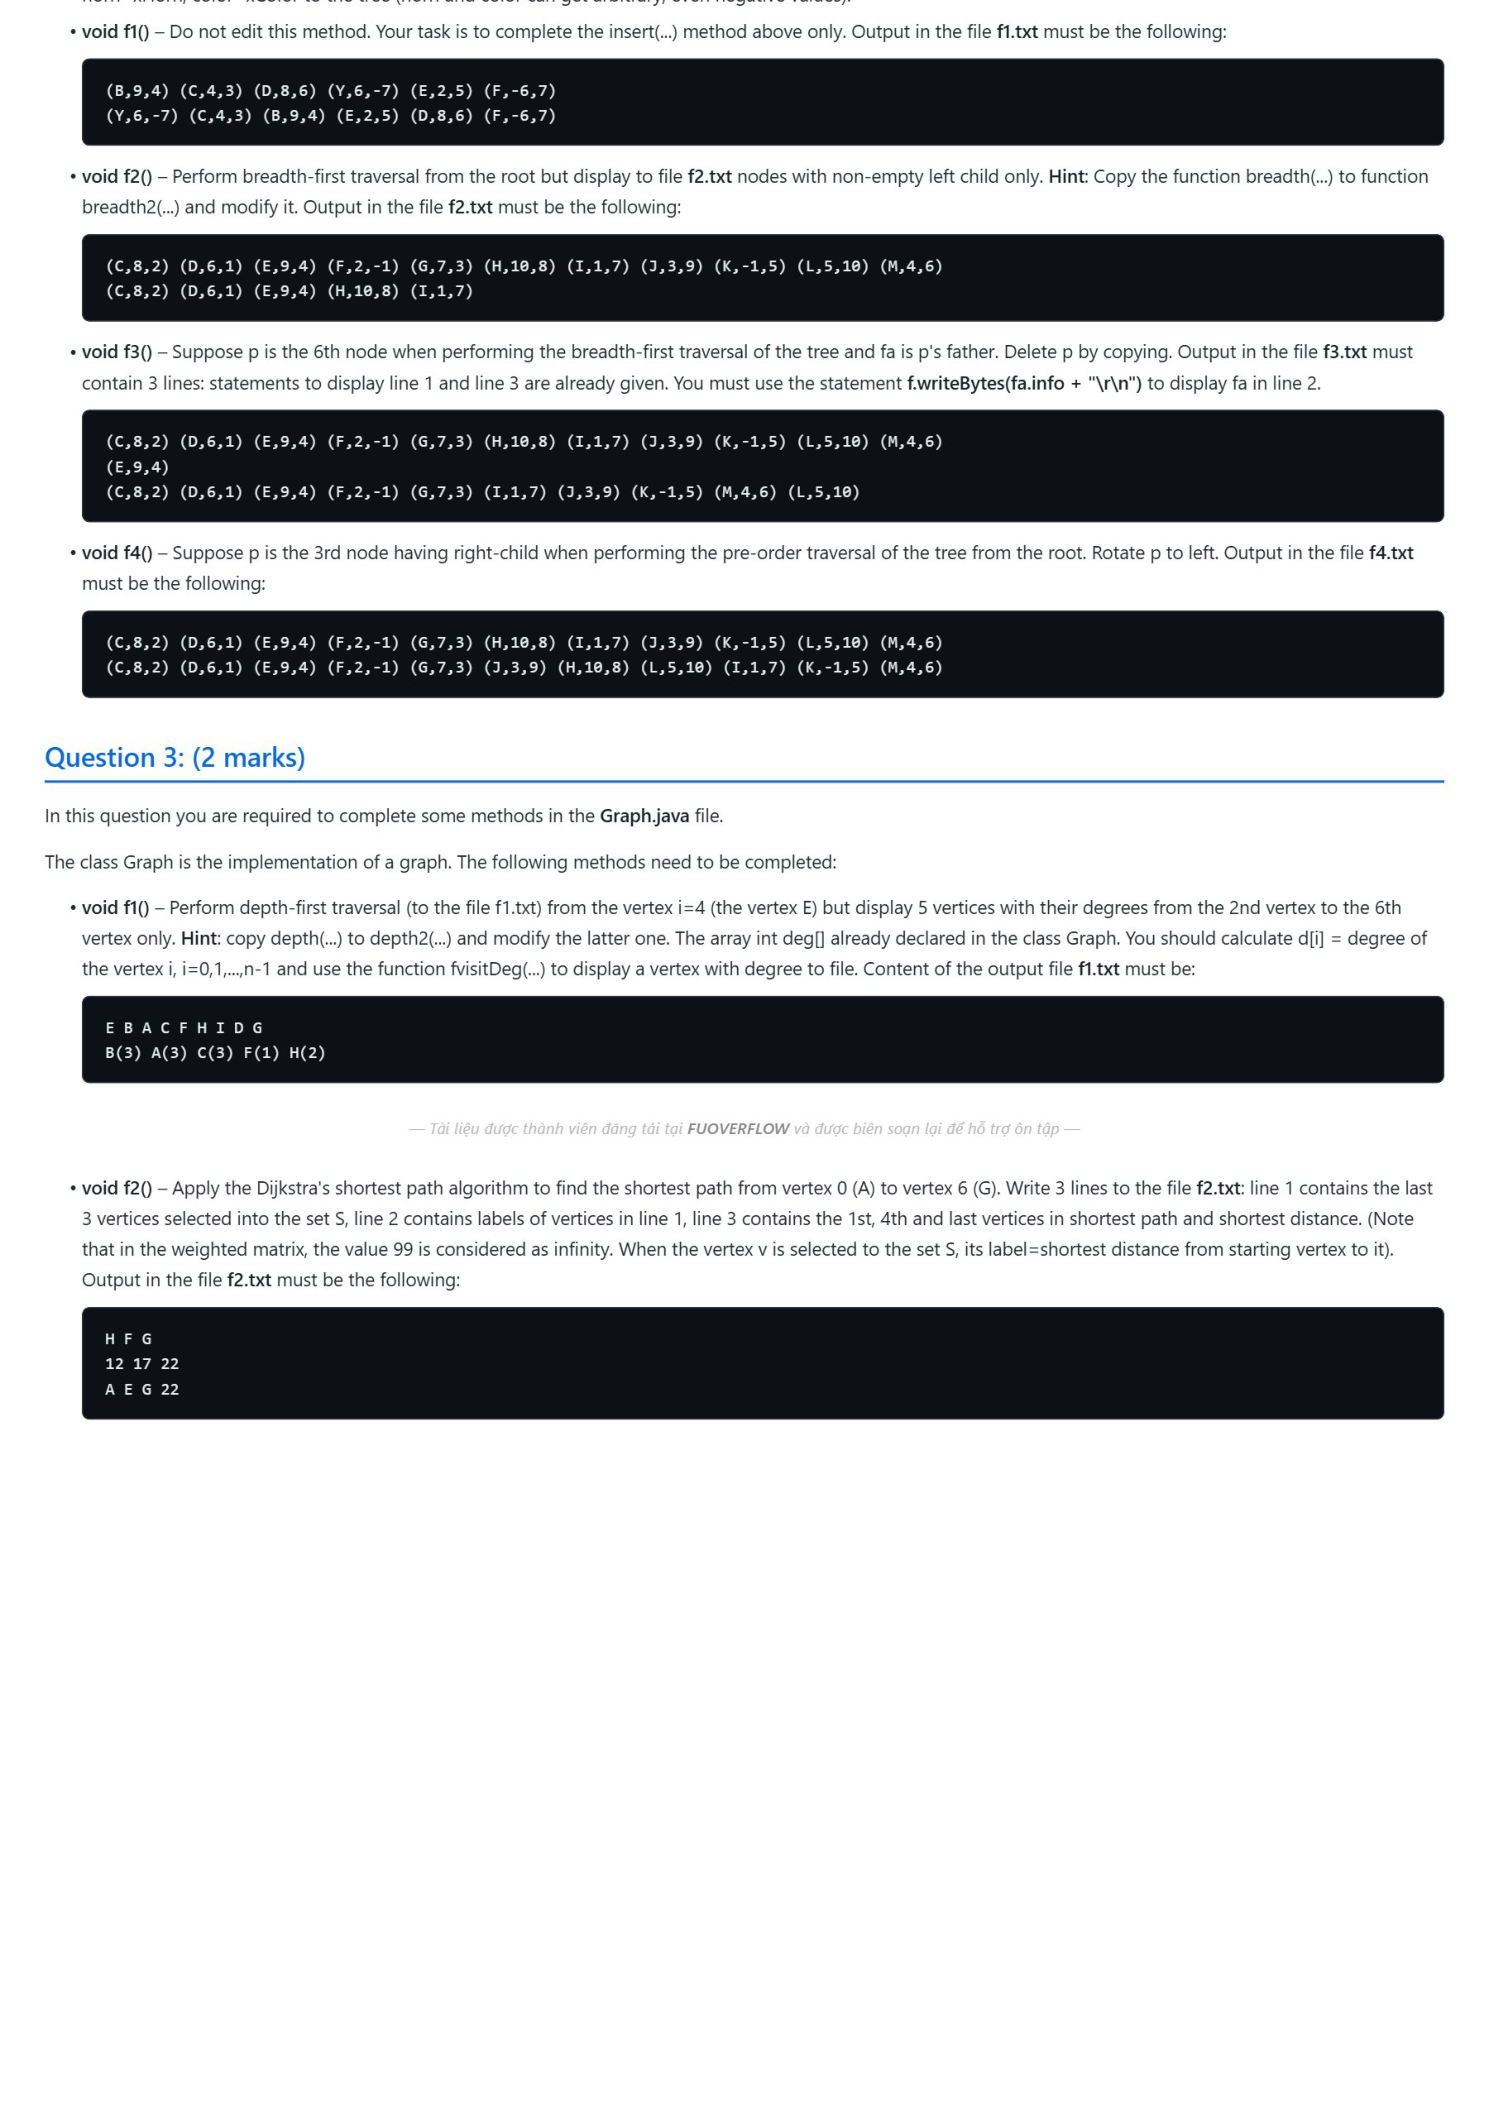 • void f1() – Do not edit this method. Your task is to complete the insert(...) method above only. Output in the file f1.txt must be the following:
(B,9,4) (C,4,3) (D,8,6) (Y,6,-7) (E,2,5) (F,-6,7)
(Y,6,-7) (C,4,3) (B,9,4) (E,2,5) (D,8,6) (F,-6,7)
• void f2() – Perform breadth-first traversal from the root but display to file f2.txt nodes with non-empty left child only. Hint: Copy the function breadth(...) to function
breadth2(...) and modify it. Output in the file f2.txt must be the following:
(C,8,2) (D,6,1) (E,9,4) (F,2,-1) (G,7,3) (H,10,8) (I,1,7) (J,3,9) (K,-1,5) (L,5,10) (M,4,6)
(C,8,2) (D,6,1) (E,9,4) (H,10,8) (I,1,7)
• void f3() – Suppose p is the 6th node when performing the breadth-first traversal of the tree and fa is p's father. Delete p by copying. Output in the file f3.txt must
contain 3 lines: statements to display line 1 and line 3 are already given. You must use the statement f.writeBytes(fa.info + "\r\n") to display fa in line 2.
(C,8,2) (D,6,1) (E,9,4) (F,2,-1) (G,7,3) (H,10,8) (I,1,7) (J,3,9) (K,-1,5) (L,5,10) (M,4,6)
(E,9,4)
(C,8,2) (D,6,1) (E,9,4) (F,2,-1) (G,7,3) (I,1,7) (J,3,9) (K,-1,5) (M,4,6) (L,5,10)
• void f4() – Suppose p is the 3rd node having right-child when performing the pre-order traversal of the tree from the root. Rotate p to left. Output in the file f4.txt
must be the following:
(C,8,2) (D,6,1) (E,9,4) (F,2,-1) (G,7,3) (H,10,8) (I,1,7) (J,3,9) (K,-1,5) (L,5,10) (M,4,6)
(C,8,2) (D,6,1) (E,9,4) (F,2,-1) (G,7,3) (J,3,9) (H,10,8) (L,5,10) (I,1,7) (K,-1,5) (M,4,6)
Question 3: (2 marks)
In this question you are required to complete some methods in the Graph.java file.
The class Graph is the implementation of a graph. The following methods need to be completed:
• void f1() – Perform depth-first traversal (to the file f1.txt) from the vertex i=4 (the vertex E) but display 5 vertices with their degrees from the 2nd vertex to the 6th
vertex only. Hint: copy depth(...) to depth2(...) and modify the latter one. The array int deg[] already declared in the class Graph. You should calculate d[i] = degree of
the vertex i, i=0,1,...,n-1 and use the function fvisitDeg(...) to display a vertex with degree to file. Content of the output file f1.txt must be:
E B A C F H I D G
B(3) A(3) C(3) F(1) H(2)
— Tài liệu được thành viên đăng tải tại FUOVERFLOW và được biên soạn lại để hỗ trợ ôn tập —
• void f2() – Apply the Dijkstra's shortest path algorithm to find the shortest path from vertex 0 (A) to vertex 6 (G). Write 3 lines to the file f2.txt: line 1 contains the last
3 vertices selected into the set S, line 2 contains labels of vertices in line 1, line 3 contains the 1st, 4th and last vertices in shortest path and shortest distance. (Note
that in the weighted matrix, the value 99 is considered as infinity. When the vertex v is selected to the set S, its label=shortest distance from starting vertex to it).
Output in the file f2.txt must be the following:
H F G
12 17 22
A E G 22